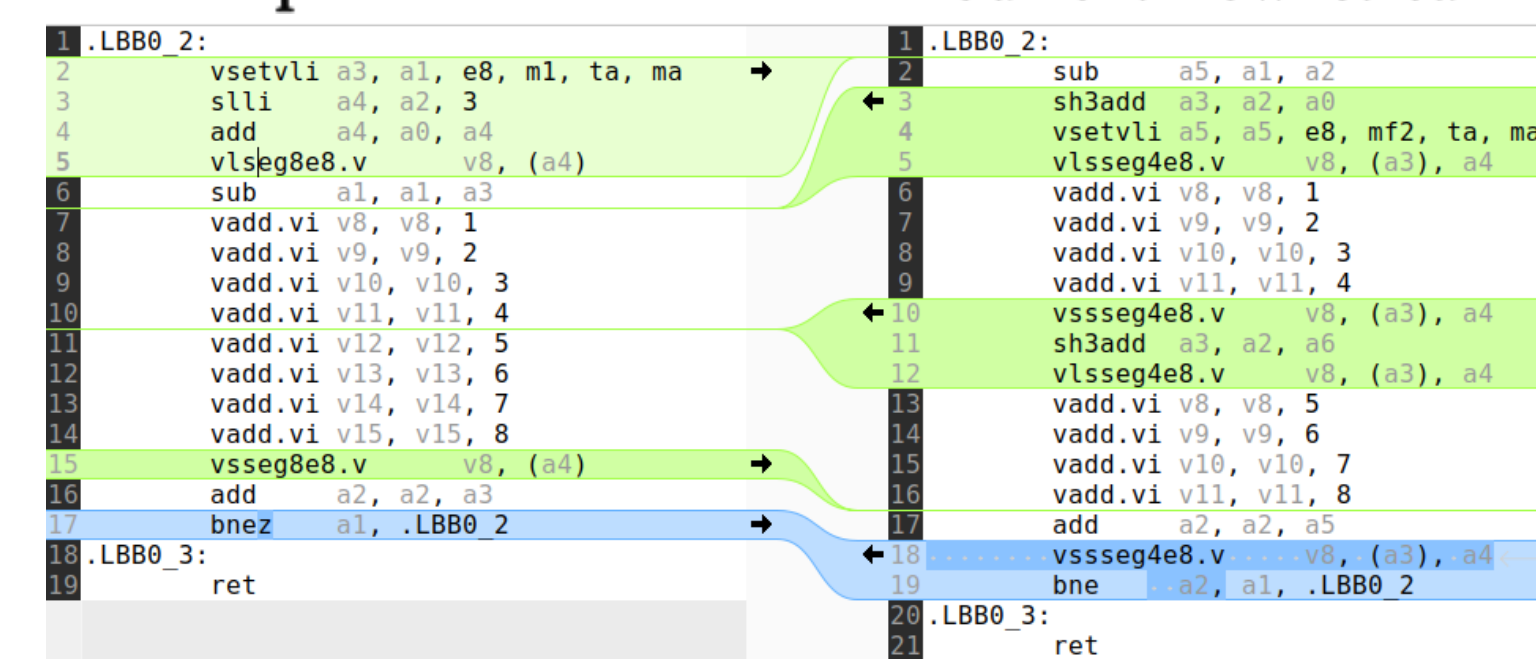 1 .LBB0_2:
2 vsetvli a3, a1, e8, m1, ta, ma
3 slli a4, a2, 3
4 add a4, a0, a4
5 vlseg8e8.v v8, (a4)
6 sub a1, a1, a3
7 vadd.vi v8, v8, 1
8 vadd.vi v9, v9, 2
9 vadd.vi v10, v10, 3
10 vadd.vi v11, v11, 4
11 vadd.vi v12, v12, 5
12 vadd.vi v13, v13, 6
13 vadd.vi v14, v14, 7
14 vadd.vi v15, v15, 8
15 vsseg8e8.v v8, (a4)
16 add a2, a2, a3
17 bnez a1, .LBB0_2
18 .LBB0_3:
19 ret
1 .LBB0_2:
2 sub a5, a1, a2
3 sh3add a3, a2, a0
4 vsetvli a5, a5, e8, mf2, ta, ma
5 vlsseg4e8.v v8, (a3), a4
6 vadd.vi v8, v8, 1
7 vadd.vi v9, v9, 2
8 vadd.vi v10, v10, 3
9 vadd.vi v11, v11, 4
10 vssseg4e8.v v8, (a3), a4
11 sh3add a3, a2, a6
12 vlsseg4e8.v v8, (a3), a4
13 vadd.vi v8, v8, 5
14 vadd.vi v9, v9, 6
15 vadd.vi v10, v10, 7
16 vadd.vi v11, v11, 8
17 add a2, a2, a5
18 vssseg4e8.v v8, (a3), a4
19 bne a2, a1, .LBB0_2
20 .LBB0_3:
21 ret